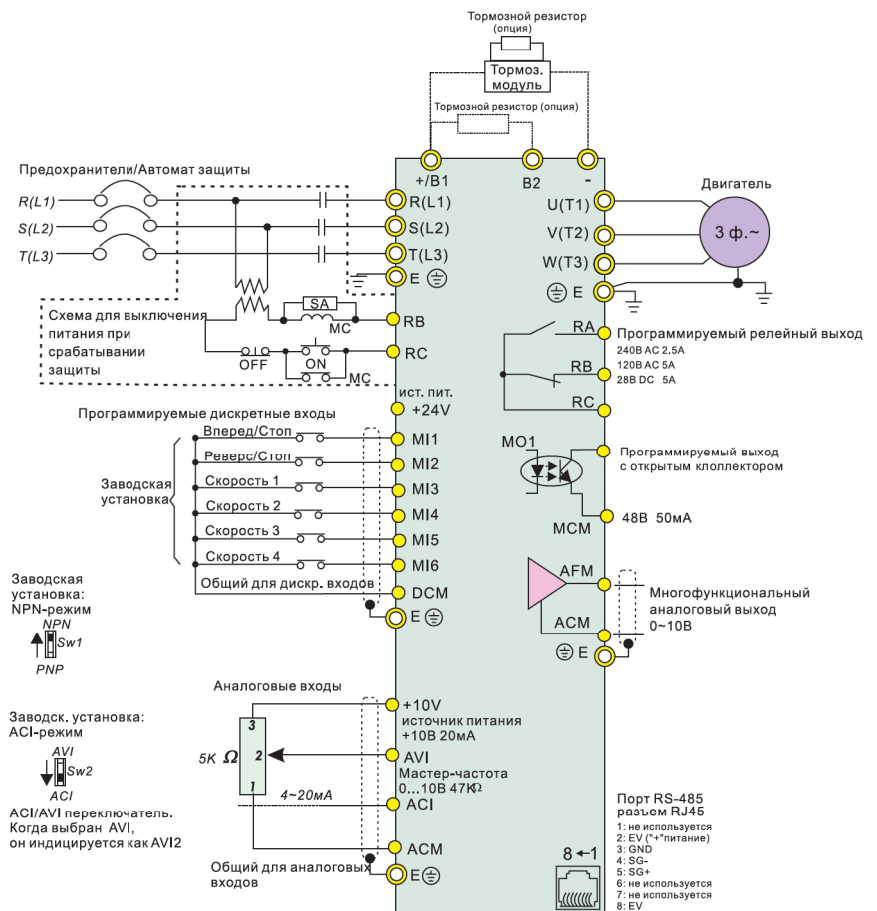 Тормозной резистор
(опция)
Тормоз.
модуль
Тормозной резистор (опция)
Предохранители/Автомат защиты
+/B1
B2
-
Двигатель
R(L1)
R(L1)
U(T1)
S(L2)
S(L2)
V(T2)
3 ф.~
T(L3)
T(L3)
W(T3)
E
E
Схема для выключения
питания при
срабатывании
защиты
SA
MC
RB
OFF
ON
MC
RC
RA
Программируемый релейный выход
240В AC 2,5A
120В AC 5A
28В DC 5A
RB
RC
ист. пит.
+24V
Программируемые дискретные входы
Вперед/Стоп
MI1
Реверс/Стоп
MI2
Скорость 1
MI3
Скорость 2
MI4
Скорость 3
MI5
Скорость 4
MI6
Заводская
установка
Общий для дискр. входов
DCM
E
MO1
Программируемый выход
с открытым клоллектором
MCM
48В 50мА
AFM
ACM
E
Многофункциональный
аналоговый выход
0~10В
Заводская
установка:
NPN-режим
NPN
Sw1
PNP
Заводск. установка:
ACI-режим
AVI
Sw2
ACI
ACI/AVI переключатель.
Когда выбран AVI,
он индицируется как AVI2
Аналоговые входы
3
5K Ω
2
1
+10V
источник питания
+10В 20мА
AVI
Мастер-частота
0...10В 47KΩ
4~20мА
ACI
ACM
Общий для аналоговых
входов
E
8←1
Порт RS-485
разъем RJ45
1: не используется
2: EV ("+"питание)
3: GND
4: SG-
5: SG+
6: не используется
7: не используется
8: EV